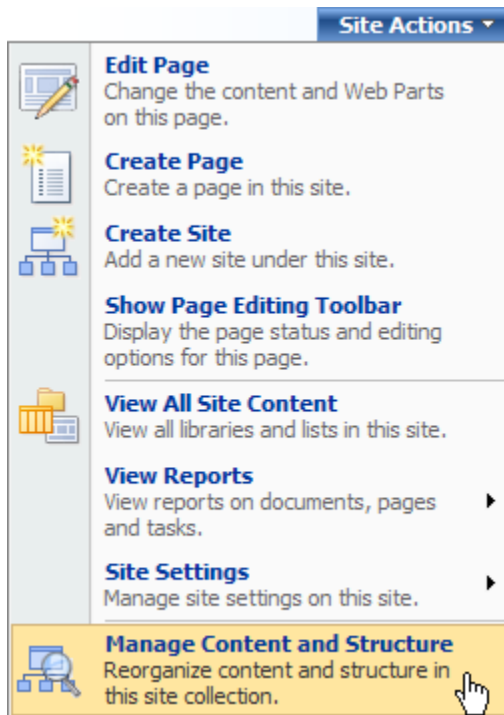 Site Actions
Edit Page
Change the content and Web Parts
on this page.
Create Page
Create a page in this site.
Create Site
Add a new site under this site.
Show Page Editing Toolbar
Display the page status and editing
options for this page.
View All Site Content
View all libraries and lists in this site.
View Reports
View reports on documents, pages
and tasks.
Site Settings
Manage site settings on this site.
Manage Content and Structure
Reorganize content and structure in
this site collection.